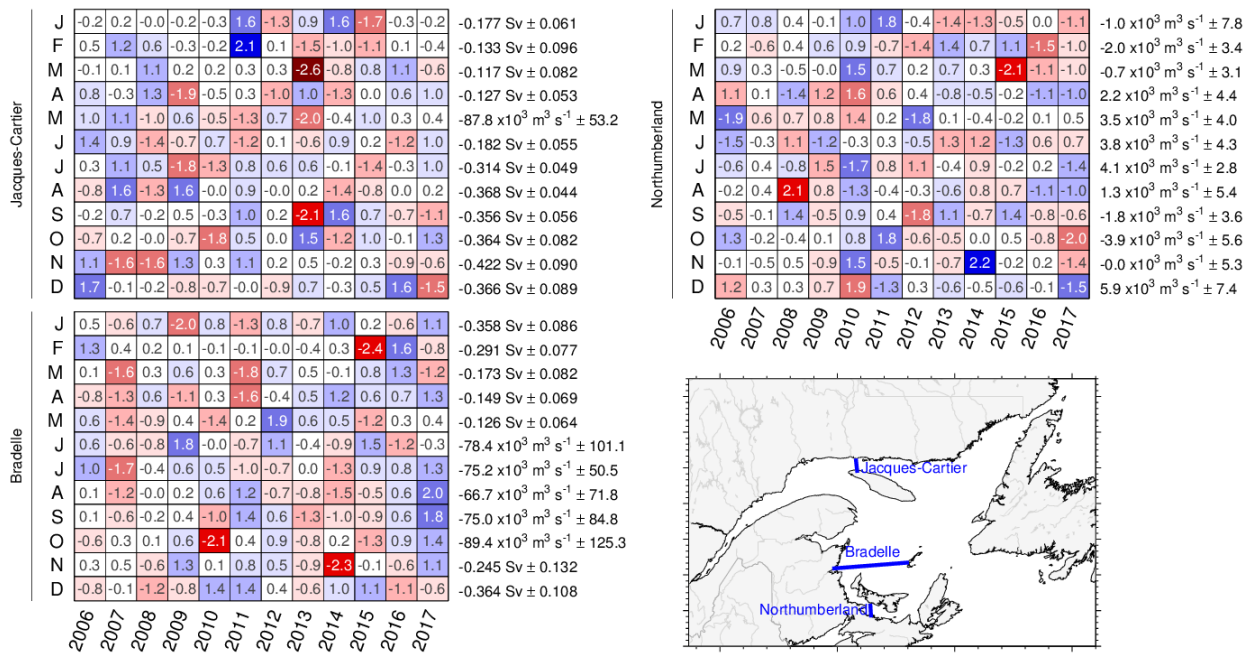 Jacques-Cartier
J -0.2 0.2 -0.0 -0.2 -0.3 1.6 -1.3 0.9 1.6 -1.7 -0.3 -0.2 -0.177 Sv ± 0.061
F 0.5 1.2 0.6 -0.3 -0.2 2.1 0.1 -1.5 -1.0 -1.1 0.1 -0.4 -0.133 Sv ± 0.096
M -0.1 0.1 1.1 0.2 0.2 0.3 0.3 -2.6 -0.8 0.8 1.1 -0.6 -0.117 Sv ± 0.082
A 0.8 -0.3 1.3 -1.9 -0.5 0.3 -1.0 1.0 -1.3 0.0 0.6 1.0 -0.127 Sv ± 0.053
M 1.0 1.1 -1.0 0.6 -0.5 -1.3 0.7 -2.0 -0.4 1.0 0.3 0.4 -87.8 x10³ m³ s⁻¹ ± 53.2
J 1.4 0.9 -1.4 -0.7 0.7 -1.2 0.1 -0.6 0.9 0.2 -1.2 1.0 -0.182 Sv ± 0.055
J 0.3 1.1 0.5 -1.8 -1.3 0.8 0.6 0.6 -0.1 -1.4 -0.3 1.0 -0.314 Sv ± 0.049
A -0.8 1.6 -1.3 1.6 -0.0 0.9 -0.0 0.2 -1.4 -0.8 0.0 0.2 -0.368 Sv ± 0.044
S -0.2 0.7 -0.2 0.5 -0.3 1.0 0.2 -2.1 1.6 0.7 -0.7 -1.1 -0.356 Sv ± 0.056
O -0.7 0.2 -0.0 -0.7 -1.8 0.5 0.0 1.5 -1.2 1.0 -0.1 1.3 -0.364 Sv ± 0.082
N 1.1 -1.6 -1.6 1.3 0.3 1.1 0.2 0.5 -0.2 0.3 -0.9 -0.6 -0.422 Sv ± 0.090
D 1.7 -0.1 -0.2 -0.8 -0.7 -0.0 -0.9 0.7 -0.3 -0.5 1.6 -1.5 -0.366 Sv ± 0.089
Bradelle
J 0.5 -0.6 0.7 -2.0 0.8 -1.3 0.8 -0.7 1.0 0.2 -0.6 1.1 -0.358 Sv ± 0.086
F 1.3 0.4 0.2 0.1 -0.1 -0.1 -0.0 -0.4 0.3 -2.4 1.6 -0.8 -0.291 Sv ± 0.077
M 0.1 -1.6 0.3 0.6 -0.3 -1.8 0.7 0.5 -0.1 0.8 1.3 -1.2 -0.173 Sv ± 0.082
A -0.8 -1.3 0.6 -1.1 0.3 -1.6 -0.4 0.5 1.2 0.6 0.7 1.3 -0.149 Sv ± 0.069
M 0.6 -1.4 -0.9 0.4 -1.4 0.2 1.9 0.6 0.5 -1.2 0.3 0.4 -0.126 Sv ± 0.064
J 0.6 -0.6 -0.8 1.8 -0.0 -0.7 1.1 -0.4 -0.9 1.5 -1.2 -0.3 -78.4 x10³ m³ s⁻¹ ± 101.1
J 1.0 -1.7 -0.4 0.6 0.5 -1.0 -0.7 0.0 -1.3 0.9 0.8 1.3 -75.2 x10³ m³ s⁻¹ ± 50.5
A 0.1 -1.2 -0.0 0.2 0.6 1.2 -0.7 -0.8 -1.5 -0.5 0.6 2.0 -66.7 x10³ m³ s⁻¹ ± 71.8
S 0.1 -0.6 -0.2 0.4 -1.0 1.4 0.6 -1.3 -1.0 -0.9 0.6 1.8 -75.0 x10³ m³ s⁻¹ ± 84.8
O -0.6 0.3 0.1 0.6 -2.1 0.4 0.9 -0.8 0.2 -1.3 0.9 1.4 -89.4 x10³ m³ s⁻¹ ± 125.3
N 0.3 0.5 -0.6 1.3 0.1 0.8 0.5 -0.9 -2.3 -0.1 -0.6 1.1 -0.245 Sv ± 0.132
D -0.8 -0.1 -1.2 -0.8 1.4 1.4 0.4 -0.6 1.0 1.1 -1.1 -0.6 -0.364 Sv ± 0.108
2006 2007 2008 2009 2010 2011 2012 2013 2014 2015 2016 2017
Northumberland
J 0.7 0.8 0.4 -0.1 1.0 1.8 -0.4 -1.4 -1.3 -0.5 0.0 -1.1 -1.0 x10³ m³ s⁻¹ ± 7.8
F 0.2 -0.6 0.4 0.6 0.9 -0.7 -1.4 1.4 0.7 1.1 -1.5 -1.0 -2.0 x10³ m³ s⁻¹ ± 3.4
M 0.9 0.3 -0.5 -0.0 1.5 0.7 0.2 0.7 0.3 -2.1 -1.1 -1.0 -0.7 x10³ m³ s⁻¹ ± 3.1
A 1.1 0.1 -1.4 1.2 1.6 0.4 0.4 -0.8 -0.5 -0.2 -1.1 -1.0 2.2 x10³ m³ s⁻¹ ± 4.4
M -1.9 0.6 0.7 0.8 1.4 0.2 -1.8 0.1 -0.4 -0.2 0.1 0.5 3.5 x10³ m³ s⁻¹ ± 4.0
J -1.5 -0.3 1.1 -1.2 -0.3 -0.3 -0.5 1.3 1.2 -1.3 0.6 0.7 3.8 x10³ m³ s⁻¹ ± 4.3
J -0.6 0.4 -0.8 1.5 -1.7 0.8 1.1 -0.4 0.9 -0.2 -0.2 -1.4 4.1 x10³ m³ s⁻¹ ± 2.8
A -0.2 0.4 2.1 0.8 -1.3 -0.4 -0.3 -0.6 0.8 0.7 -1.1 -1.0 1.3 x10³ m³ s⁻¹ ± 5.4
S -0.5 -0.1 1.4 -0.5 0.9 0.4 -1.8 1.1 -0.5 1.4 -0.8 -0.6 -1.8 x10³ m³ s⁻¹ ± 3.6
O 1.3 -0.2 -0.4 0.1 0.8 1.8 -0.6 -0.5 0.0 0.5 -0.8 -2.0 -3.9 x10³ m³ s⁻¹ ± 5.6
N -0.1 -0.5 0.5 -0.9 1.5 -0.5 0.9 -0.7 2.2 -0.2 0.2 -1.4 -0.0 x10³ m³ s⁻¹ ± 5.3
D 1.2 0.3 0.3 0.7 1.9 -1.3 0.3 -0.6 -0.5 -0.6 -0.1 -1.5 5.9 x10³ m³ s⁻¹ ± 7.4
2006 2007 2008 2009 2010 2011 2012 2013 2014 2015 2016 2017
Jacques-Cartier
Bradelle
Northumberland